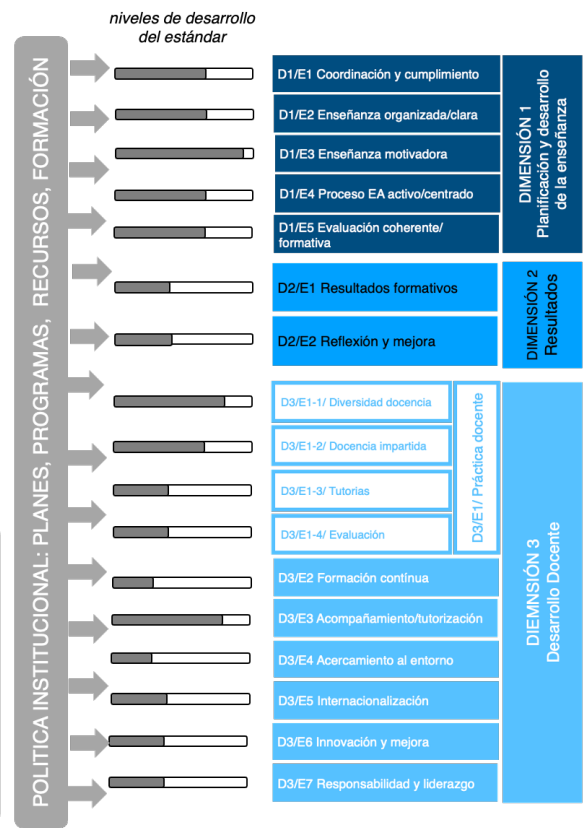 niveles de desarrollo
del estándar
POLITICA INSTITUCIONAL: PLANES, PROGRAMAS, RECURSOS, FORMACIÓN
D1/E1 Coordinación y cumplimiento
D1/E2 Enseñanza organizada/clara
D1/E3 Enseñanza motivadora
D1/E4 Proceso EA activo/centrado
D1/E5 Evaluación coherente/
formativa
DIMENSIÓN 1
Planificación y desarrollo
de la enseñanza
D2/E1 Resultados formativos
D2/E2 Reflexión y mejora
DIMENSIÓN 2
Resultados
D3/E1-1/ Diversidad docencia
D3/E1-2/ Docencia impartida
D3/E1-3/ Tutorias
D3/E1-4/ Evaluación
D3/E1/ Práctica docente
D3/E2 Formación contínua
D3/E3 Acompañamiento/tutorización
D3/E4 Acercamiento al entorno
D3/E5 Internacionalización
D3/E6 Innovación y mejora
D3/E7 Responsabilidad y liderazgo
DIEMNSIÓN 3
Desarrollo Docente